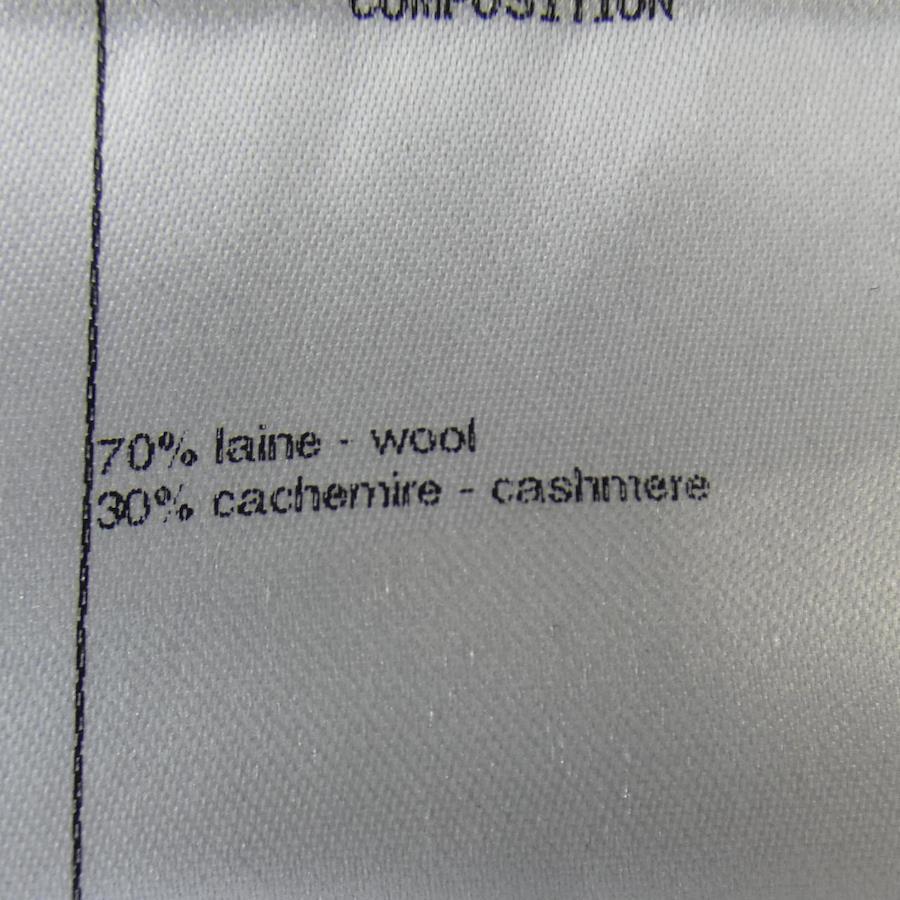 COMPOSITION
70% laine - wool
30% cachemire - cashmere